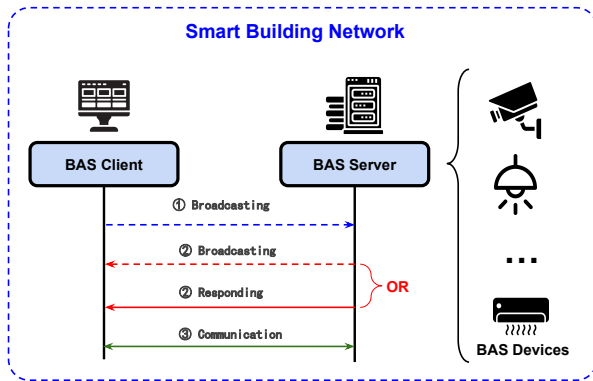 Smart Building Network
BAS Client
BAS Server
① Broadcasting
② Broadcasting
② Responding
OR
③ Communication
...
BAS Devices